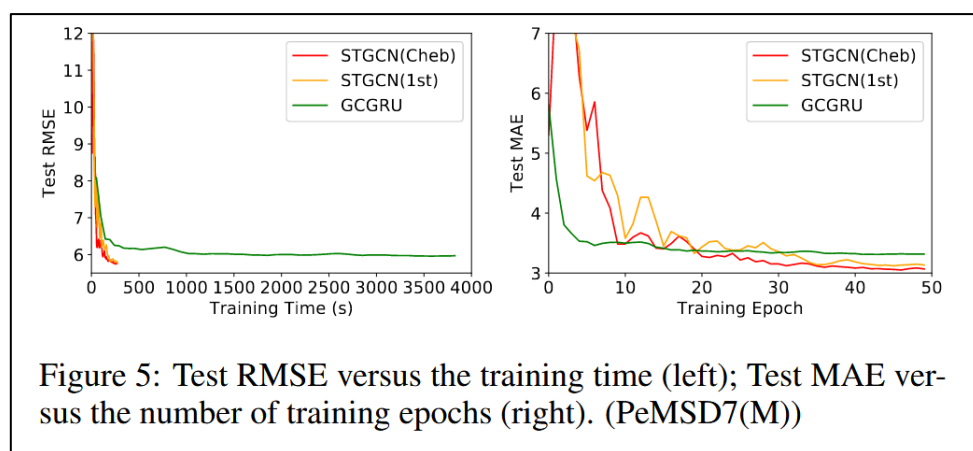 12
11
10
9
8
7
6
Test RMSE
0 500 1000 1500 2000 2500 3000 3500 4000
Training Time (s)
STGCN(Cheb)
STGCN(1st)
GCGRU
7
6
5
4
3
Test MAE
0 10 20 30 40 50
Training Epoch
STGCN(Cheb)
STGCN(1st)
GCGRU
Figure 5: Test RMSE versus the training time (left); Test MAE ver-
sus the number of training epochs (right). (PeMSD7(M))